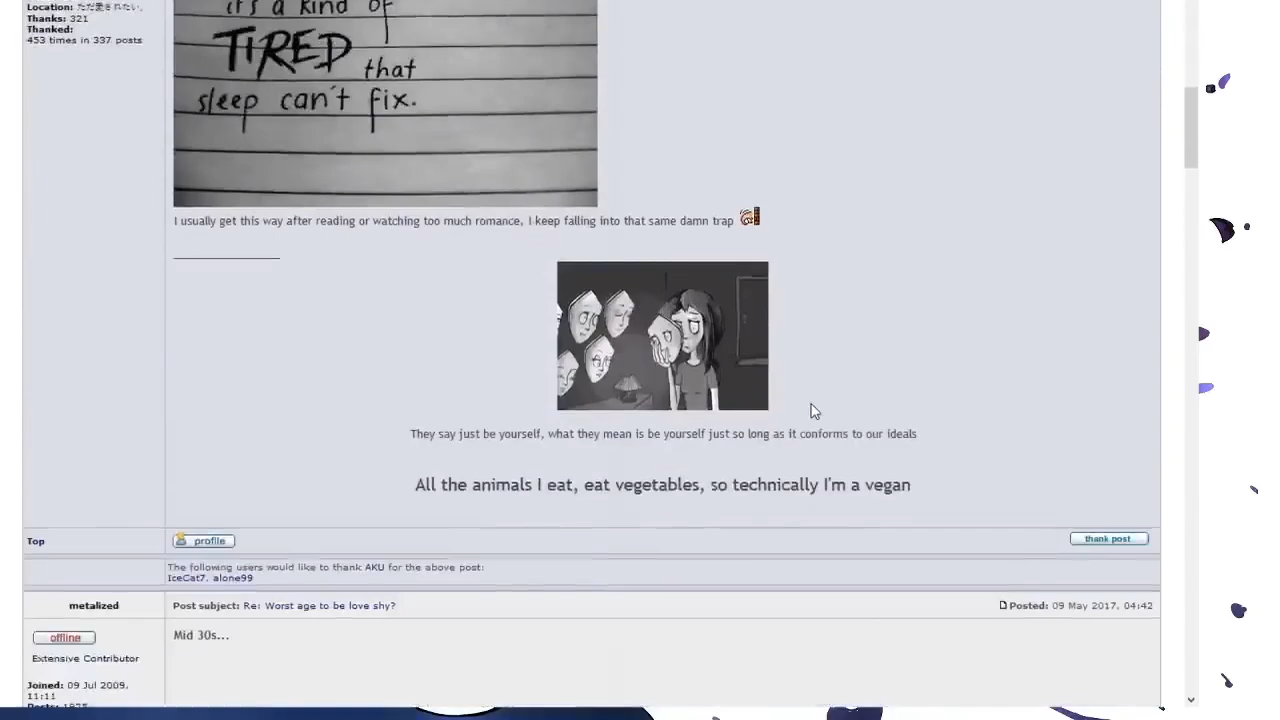 Location: ただ愛されたい。
Thanks: 321
Thanked:
453 times in 337 posts
it's a kind of
TIRED that
sleep can't fix.
I usually get this way after reading or watching too much romance, I keep falling into that same damn trap
They say just be yourself, what they mean is be yourself just so long as it conforms to our ideals
All the animals I eat, eat vegetables, so technically I'm a vegan
Top
profile
thank post
The following users would like to thank AKU for the above post:
IceCat7, alone99
metalized
Post subject: Re: Worst age to be love shy?
Posted: 09 May 2017, 04:42
offline
Mid 30s...
Extensive Contributor
Joined: 09 Jul 2009,
11:11